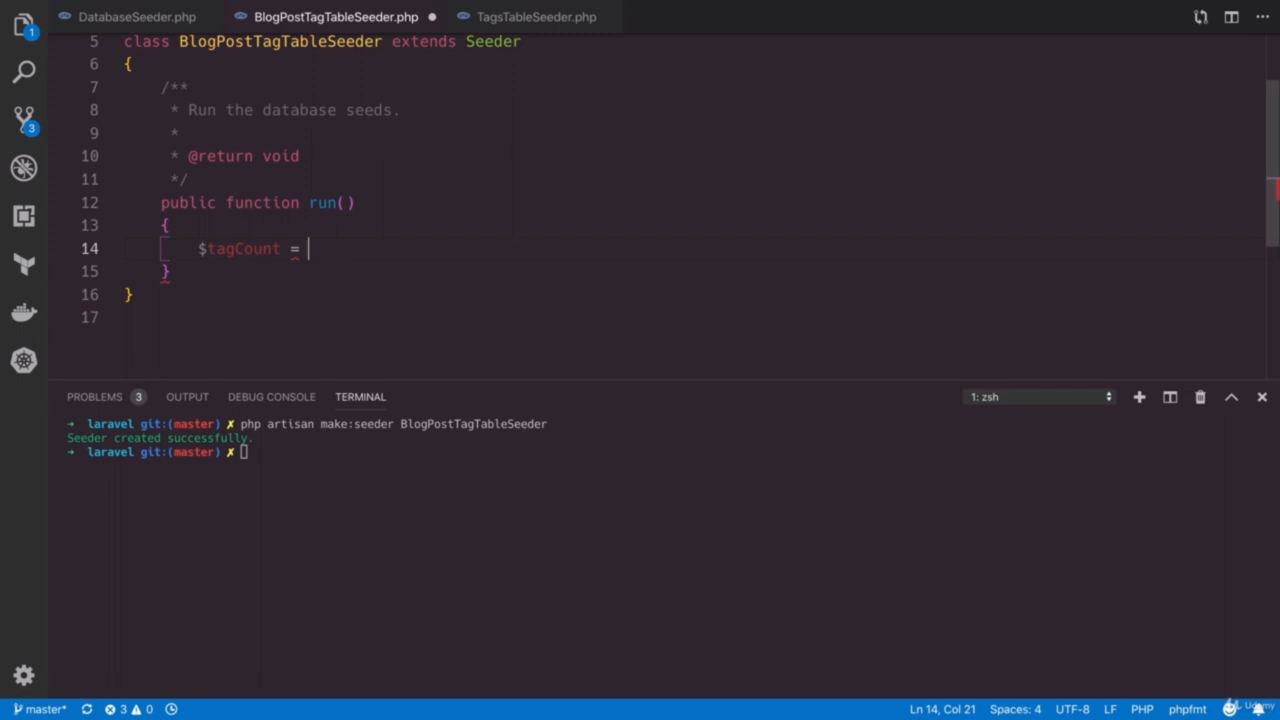 DatabaseSeeder.php BlogPostTagTableSeeder.php TagsTableSeeder.php
1
5 class BlogPostTagTableSeeder extends Seeder
6 {
7 /**
8 * Run the database seeds.
9 *
10 * @return void
11 */
12 public function run()
13 {
14 $tagCount =
15 }
16 }
17
3
PROBLEMS 3 OUTPUT DEBUG CONSOLE TERMINAL 1: zsh
➜ laravel git:(master) ✗ php artisan make:seeder BlogPostTagTableSeeder
Seeder created successfully.
➜ laravel git:(master) ✗
master* 3 0 Ln 14, Col 21 Spaces: 4 UTF-8 LF PHP phpfmt
Udemy